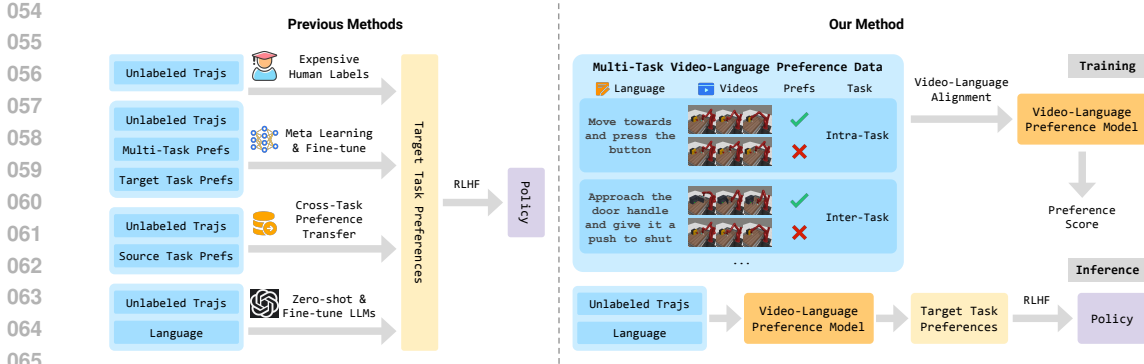 054
055
056
057
058
059
060
061
062
063
064
065
Previous Methods
Unlabeled Trajs
Expensive
Human Labels
Unlabeled Trajs
Multi-Task Prefs
Target Task Prefs
Meta Learning
& Fine-tune
Unlabeled Trajs
Source Task Prefs
Cross-Task
Preference
Transfer
Unlabeled Trajs
Language
Zero-shot &
Fine-tune LLMs
Target Task Preferences
RLHF
Policy
Our Method
Multi-Task Video-Language Preference Data
Language Videos Prefs Task
Move towards
and press the
button
Intra-Task
Approach the
door handle
and give it a
push to shut
Inter-Task
...
Training
Video-Language
Alignment
Video-Language
Preference Model
Preference
Score
Inference
Unlabeled Trajs
Language
Video-Language
Preference Model
Target Task
Preferences
RLHF
Policy